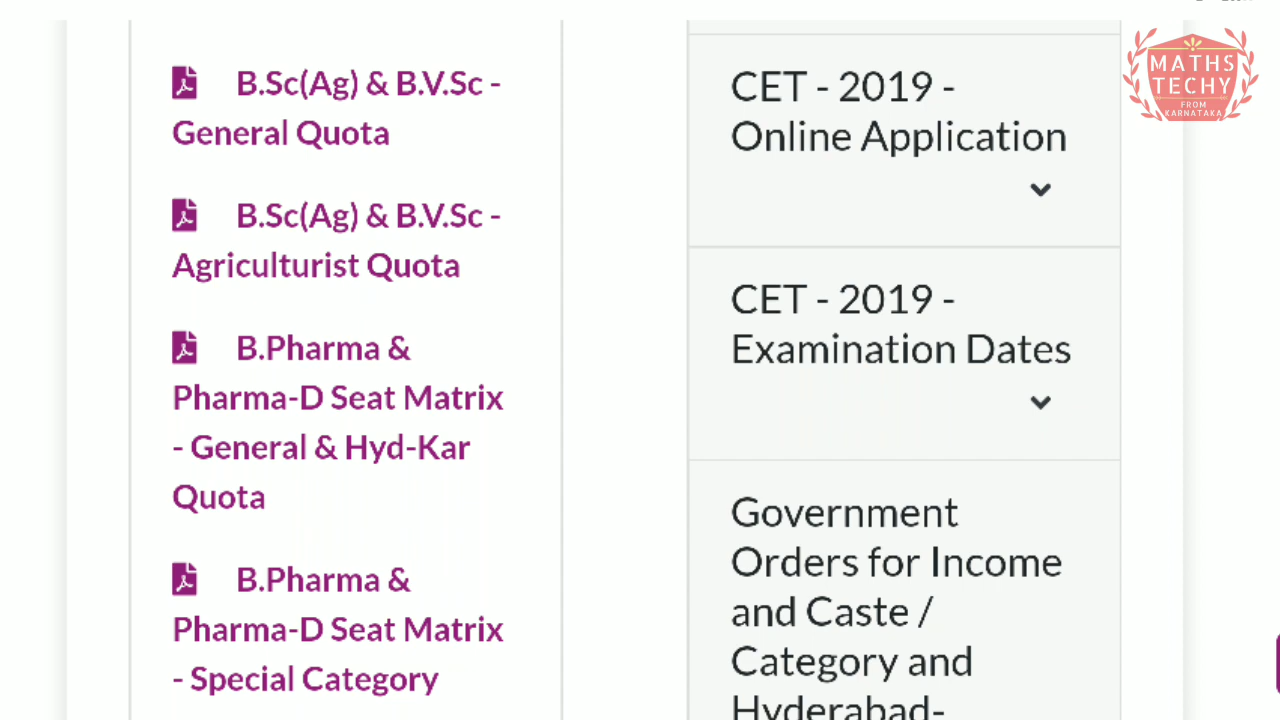 B.Sc(Ag) & B.V.Sc -
General Quota
B.Sc(Ag) & B.V.Sc -
Agriculturist Quota
B.Pharma &
Pharma-D Seat Matrix
- General & Hyd-Kar
Quota
B.Pharma &
Pharma-D Seat Matrix
- Special Category
CET - 2019 -
Online Application
CET - 2019 -
Examination Dates
Government
Orders for Income
and Caste /
Category and
Hyderabad-
MATHS
TECHY
FROM
KARNATAKA